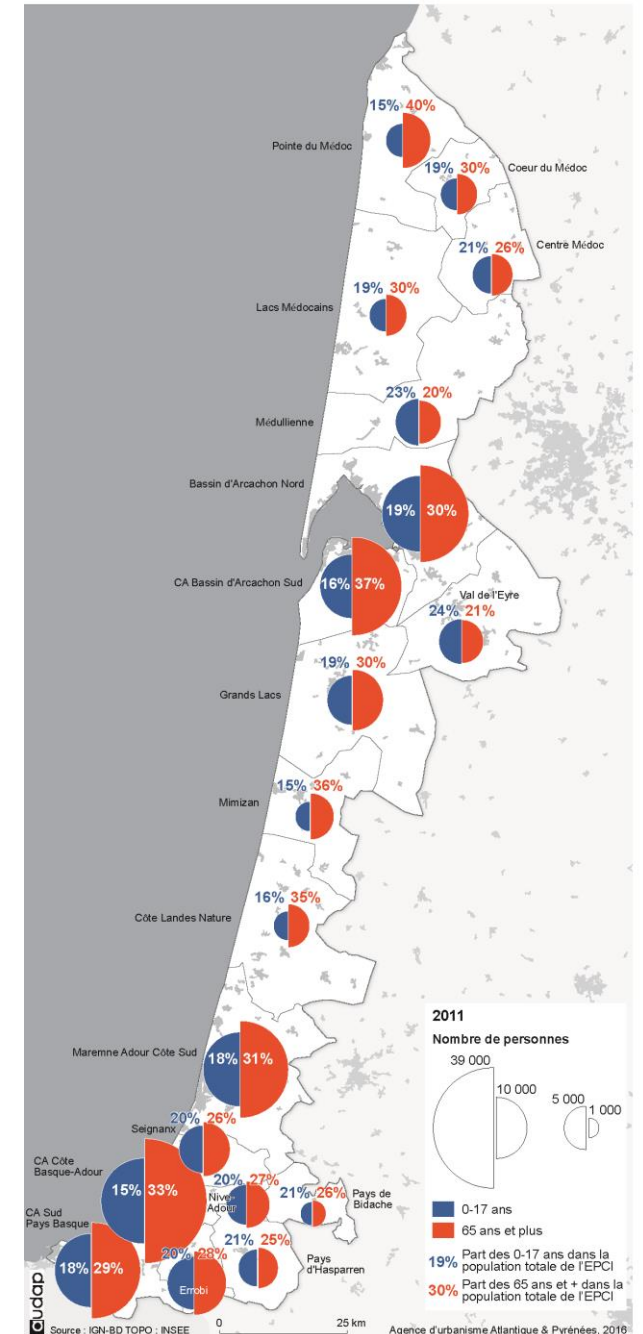 15% 40%
Pointe du Médoc
19% 30%
Coeur du Médoc
21% 26%
Centre Médoc
19% 30%
Lacs Médocains
23% 20%
Médullienne
Bassin d'Arcachon Nord
19% 30%
CA Bassin d'Arcachon Sud
16% 37%
Val de l'Eyre
24% 21%
19% 30%
Grands Lacs
15% 36%
Mimizan
16% 35%
Côte Landes Nature
Maremne Adour Côte Sud
18% 31%
Seignanx
20% 26%
CA Côte
Basque-Adour
15% 33%
20% 27%
Nive-
Adour
21% 26%
Pays de
Bidache
CA Sud
Pays Basque
18% 29%
20% 28%
Errobi
21% 25%
Pays
d'Hasparren
2011
Nombre de personnes
39 000
10 000
5 000
1 000
0-17 ans
65 ans et plus
19% Part des 0-17 ans dans la
population totale de l'EPCI
30% Part des 65 ans et + dans la
population totale de l'EPCI
audap
Source : IGN-BD TOPO ; INSEE
0 km 25 km
Agence d'urbanisme Atlantique & Pyrénées, 2016